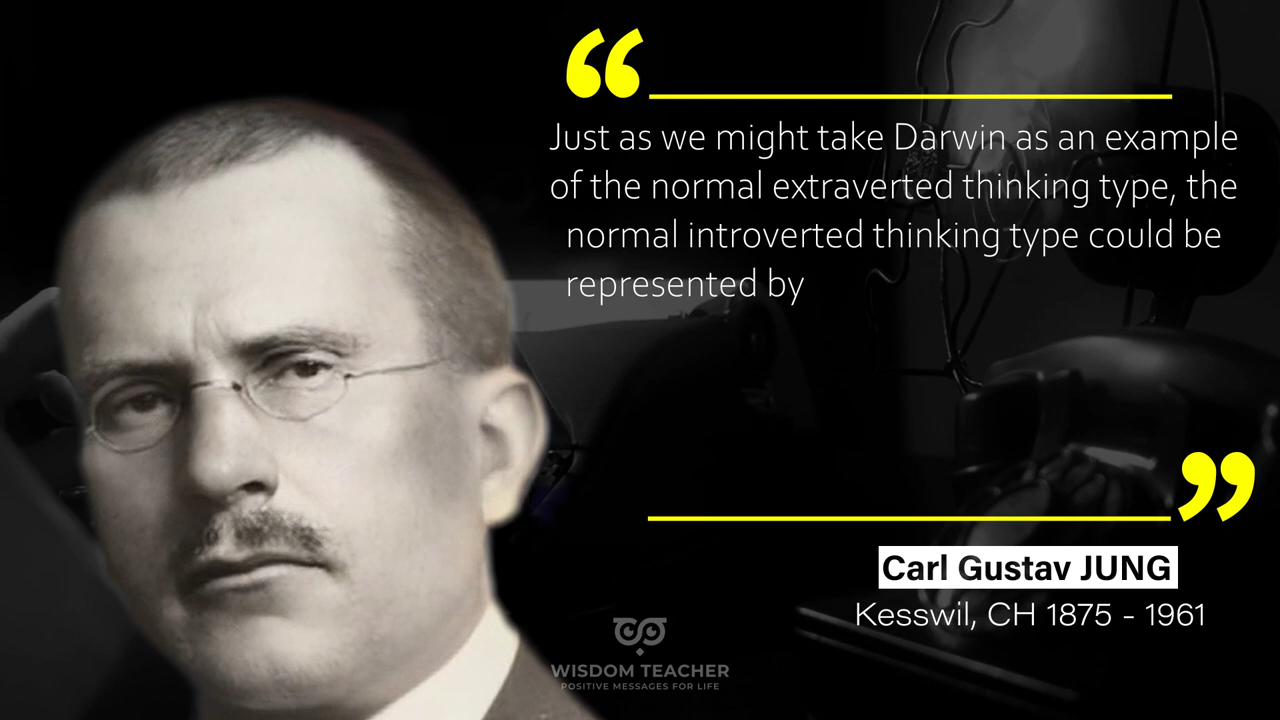 “
Just as we might take Darwin as an example
of the normal extraverted thinking type, the
normal introverted thinking type could be
represented by
”
Carl Gustav JUNG
Kesswil, CH 1875 - 1961
WISDOM TEACHER
POSITIVE MESSAGES FOR LIFE